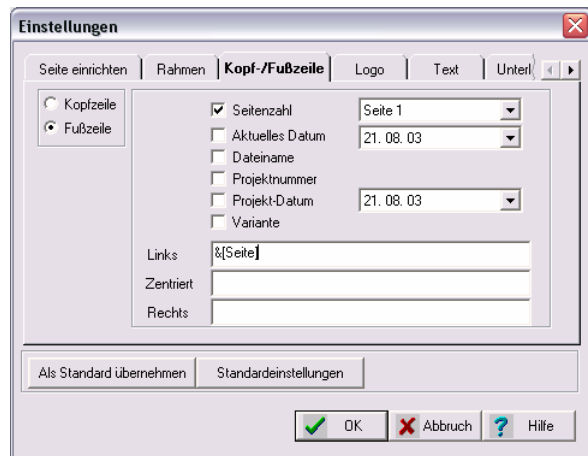 Einstellungen
Seite einrichten Rahmen Kopf-/Fußzeile Logo Text Unterl
Kopfzeile
Fußzeile
Seitenzahl Seite 1
Aktuelles Datum 21. 08. 03
Dateiname
Projektnummer
Projekt-Datum 21. 08. 03
Variante
Links &[Seite]
Zentriert
Rechts
Als Standard übernehmen Standardeinstellungen
OK Abbruch ? Hilfe